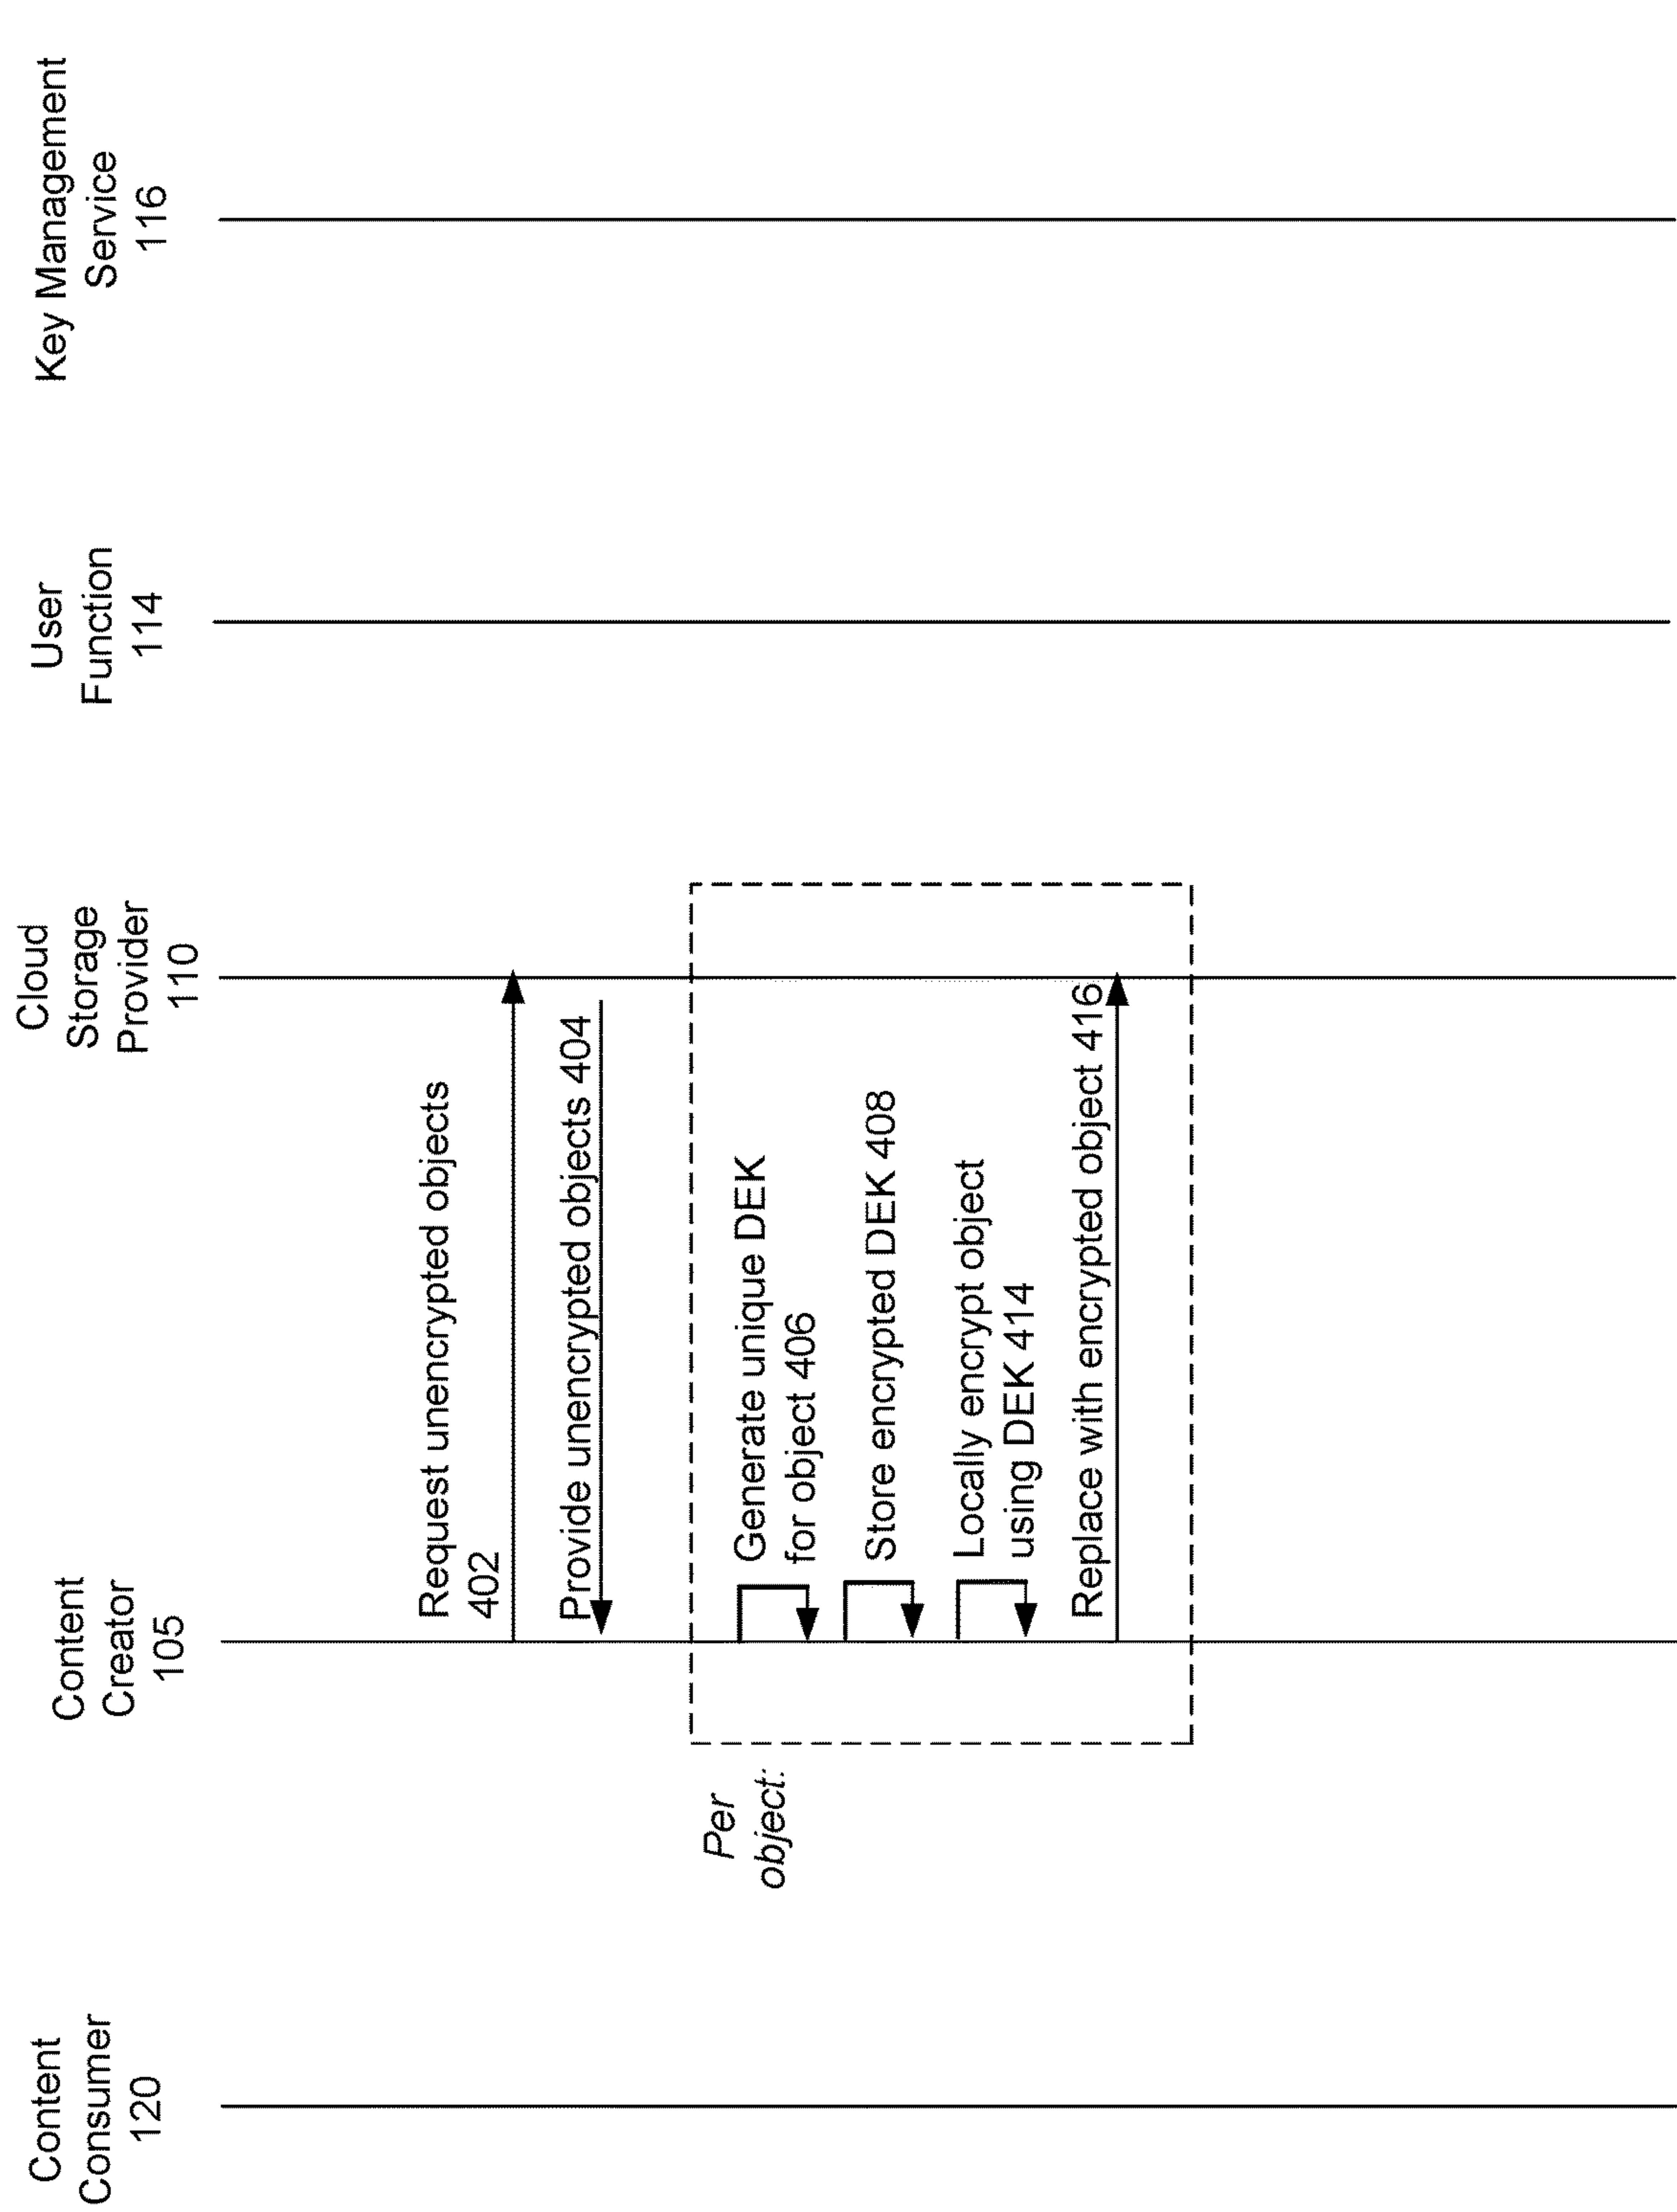 Content
Consumer
120
Content
Creator
105
Cloud
Storage
Provider
110
User
Function
114
Key Management
Service
116
Request unencrypted objects
402
Provide unencrypted objects 404
Per
object:
Generate unique DEK
for object 406
Store encrypted DEK 408
Locally encrypt object
using DEK 414
Replace with encrypted object 416